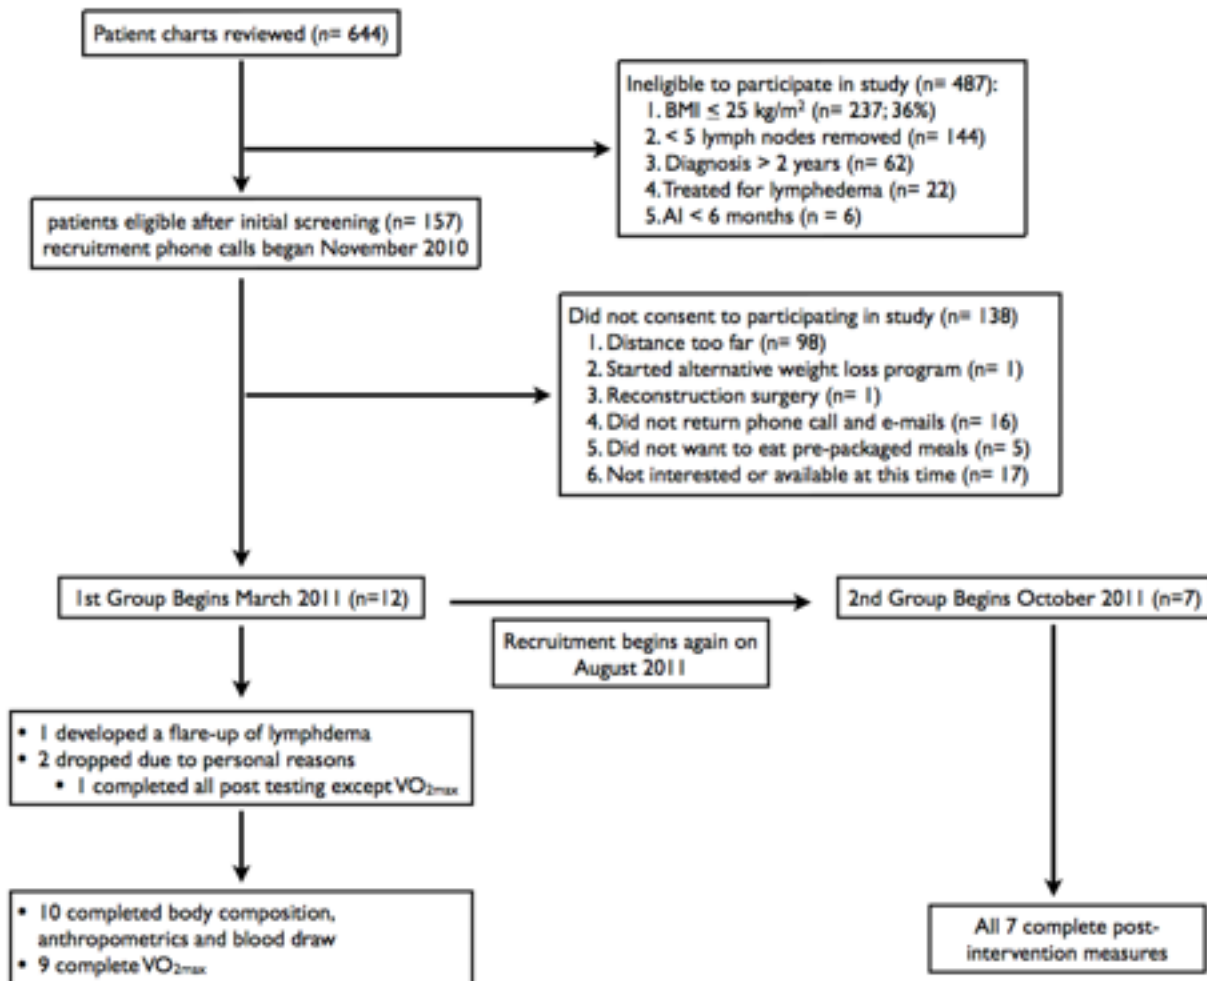 Patient charts reviewed (n= 644)
Ineligible to participate in study (n= 487):
1. BMI ≤ 25 kg/m² (n= 237; 36%)
2. < 5 lymph nodes removed (n= 144)
3. Diagnosis > 2 years (n= 62)
4. Treated for lymphedema (n= 22)
5. AI < 6 months (n = 6)
patients eligible after initial screening (n= 157)
recruitment phone calls began November 2010
Did not consent to participating in study (n= 138)
1. Distance too far (n= 98)
2. Started alternative weight loss program (n= 1)
3. Reconstruction surgery (n= 1)
4. Did not return phone call and e-mails (n= 16)
5. Did not want to eat pre-packaged meals (n= 5)
6. Not interested or available at this time (n= 17)
1st Group Begins March 2011 (n=12)
2nd Group Begins October 2011 (n=7)
Recruitment begins again on
August 2011
• 1 developed a flare-up of lymphdema
• 2 dropped due to personal reasons
• 1 completed all post testing except VO₂max
• 10 completed body composition,
anthropometrics and blood draw
• 9 complete VO₂max
All 7 complete post-
intervention measures